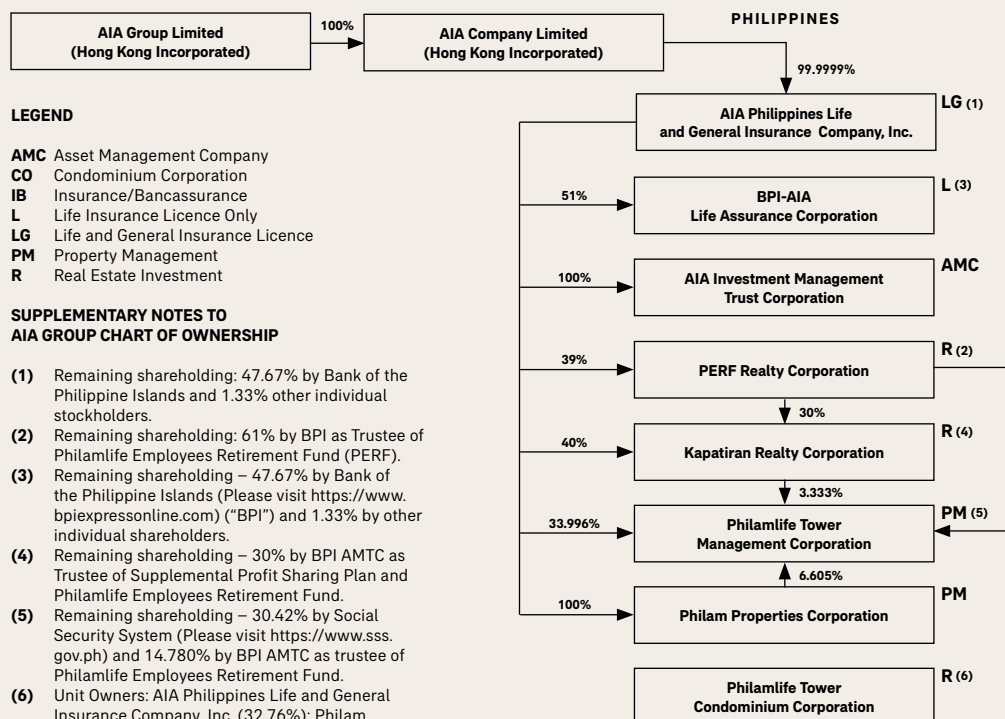 AIA Group Limited
(Hong Kong Incorporated)
100%
AIA Company Limited
(Hong Kong Incorporated)
PHILIPPINES
99.9999%
AIA Philippines Life
and General Insurance Company, Inc.
LG (1)
51%
BPI-AIA
Life Assurance Corporation
L (3)
100%
AIA Investment Management
Trust Corporation
AMC
39%
PERF Realty Corporation
R (2)
30%
40%
Kapatiran Realty Corporation
R (4)
3.333%
33.996%
Philamlife Tower
Management Corporation
PM (5)
6.605%
100%
Philam Properties Corporation
PM
Philamlife Tower
Condominium Corporation
R (6)
LEGEND
AMC Asset Management Company
CO Condominium Corporation
IB Insurance/Bancassurance
L Life Insurance Licence Only
LG Life and General Insurance Licence
PM Property Management
R Real Estate Investment
SUPPLEMENTARY NOTES TO
AIA GROUP CHART OF OWNERSHIP
(1) Remaining shareholding: 47.67% by Bank of the
Philippine Islands and 1.33% other individual
stockholders.
(2) Remaining shareholding: 61% by BPI as Trustee of
Philamlife Employees Retirement Fund (PERF).
(3) Remaining shareholding – 47.67% by Bank of
the Philippine Islands (Please visit https://www.
bpiexpressonline.com) (“BPI”) and 1.33% by other
individual shareholders.
(4) Remaining shareholding – 30% by BPI AMTC as
Trustee of Supplemental Profit Sharing Plan and
Philamlife Employees Retirement Fund.
(5) Remaining shareholding – 30.42% by Social
Security System (Please visit https://www.sss.
gov.ph) and 14.780% by BPI AMTC as trustee of
Philamlife Employees Retirement Fund.
(6) Unit Owners: AIA Philippines Life and General
Insurance Company, Inc. (32.76%); Philam